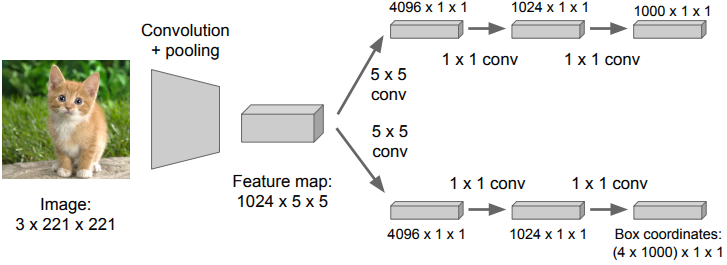 Convolution
+ pooling
Image:
3 x 221 x 221
Feature map:
1024 x 5 x 5
5 x 5
conv
4096 x 1 x 1
1024 x 1 x 1
1000 x 1 x 1
1 x 1 conv
1 x 1 conv
5 x 5
conv
1 x 1 conv
1 x 1 conv
4096 x 1 x 1
1024 x 1 x 1
Box coordinates:
(4 x 1000) x 1 x 1